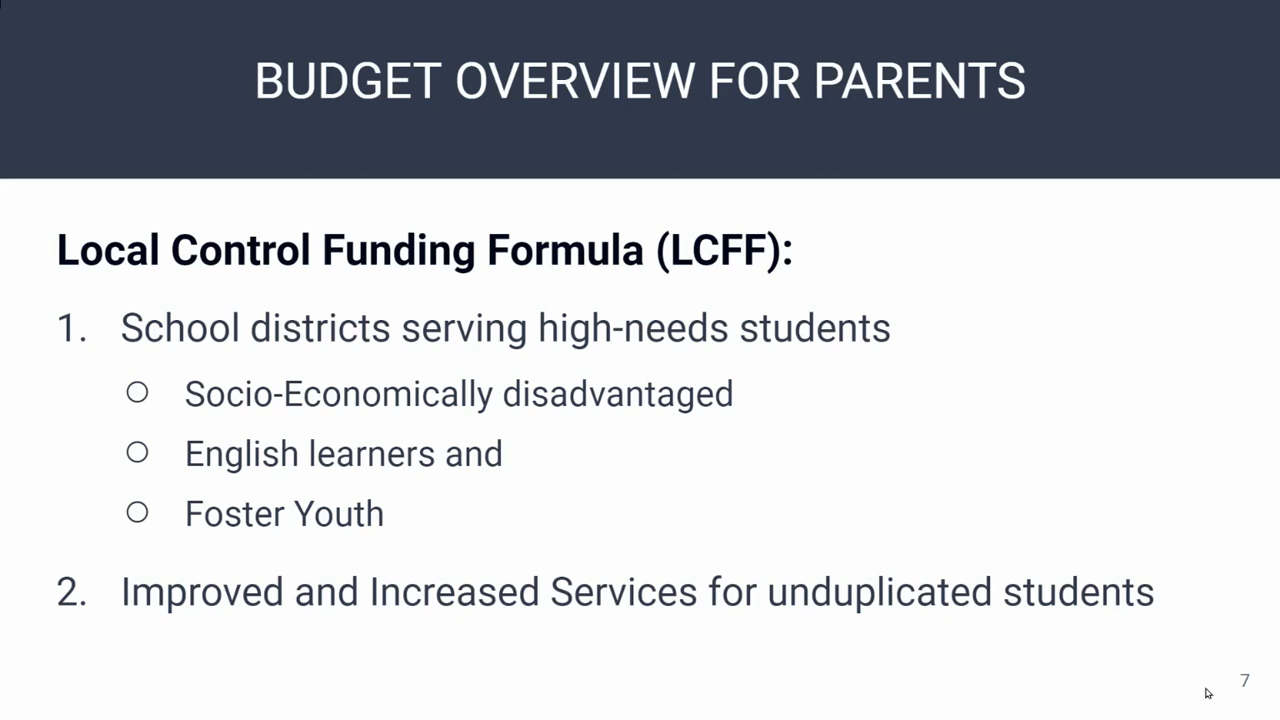 BUDGET OVERVIEW FOR PARENTS
Local Control Funding Formula (LCFF):
1. School districts serving high-needs students
○ Socio-Economically disadvantaged
○ English learners and
○ Foster Youth
2. Improved and Increased Services for unduplicated students
7